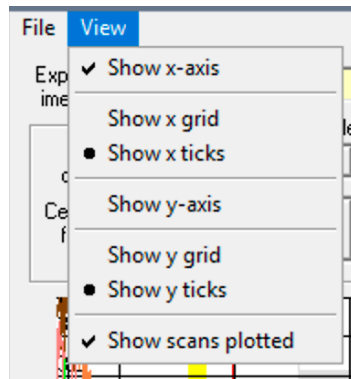 File View
Show x-axis
Show x grid
Show x ticks
Show y-axis
Show y grid
Show y ticks
Show scans plotted